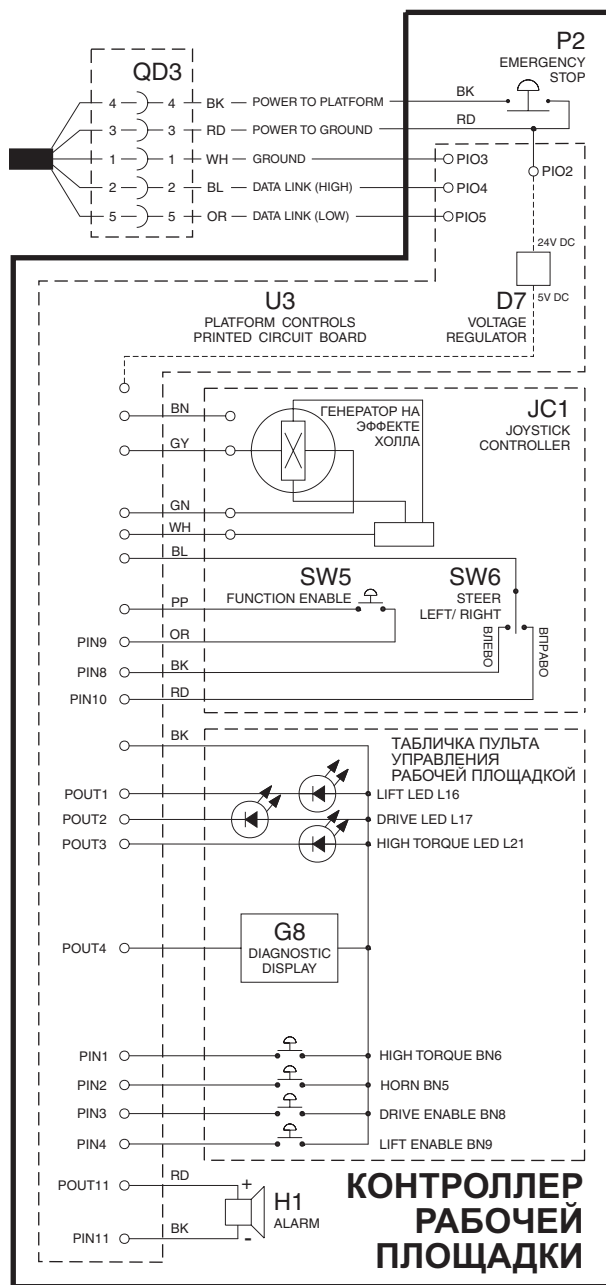 P2
EMERGENCY
STOP
QD3
4 4 BK POWER TO PLATFORM BK
3 3 RD POWER TO GROUND RD
1 1 WH GROUND PIO3
PIO2
2 2 BL DATA LINK (HIGH) PIO4
5 5 OR DATA LINK (LOW) PIO5
24V DC
5V DC
U3
PLATFORM CONTROLS
PRINTED CIRCUIT BOARD
D7
VOLTAGE
REGULATOR
BN
GY
GN
WH
BL
ГЕНЕРАТОР НА
ЭФФЕКТЕ
ХОЛЛА
JC1
JOYSTICK
CONTROLLER
SW5
FUNCTION ENABLE
SW6
STEER
LEFT/ RIGHT
PP
PIN9 OR
PIN8 BK
PIN10 RD
ВЛЕВО
ВПРАВО
BK
ТАБЛИЧКА ПУЛЬТА
УПРАВЛЕНИЯ
РАБОЧЕЙ ПЛОЩАДКОЙ
POUT1 LIFT LED L16
POUT2 DRIVE LED L17
POUT3 HIGH TORQUE LED L21
POUT4
G8
DIAGNOSTIC
DISPLAY
PIN1 HIGH TORQUE BN6
PIN2 HORN BN5
PIN3 DRIVE ENABLE BN8
PIN4 LIFT ENABLE BN9
POUT11 RD +
H1
ALARM
PIN11 BK -
КОНТРОЛЛЕР
РАБОЧЕЙ
ПЛОЩАДКИ